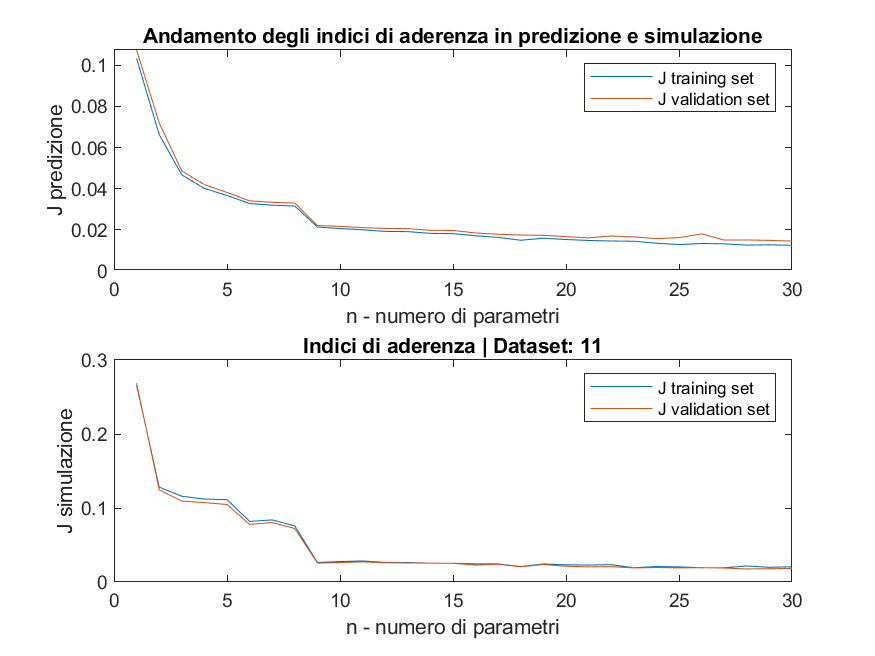 Andamento degli indici di aderenza in predizione e simulazione
J predizione
0.1
0.08
0.06
0.04
0.02
0
J training set
J validation set
0 5 10 15 20 25 30
n - numero di parametri
Indici di aderenza | Dataset: 11
J simulazione
0.3
0.2
0.1
0
J training set
J validation set
0 5 10 15 20 25 30
n - numero di parametri